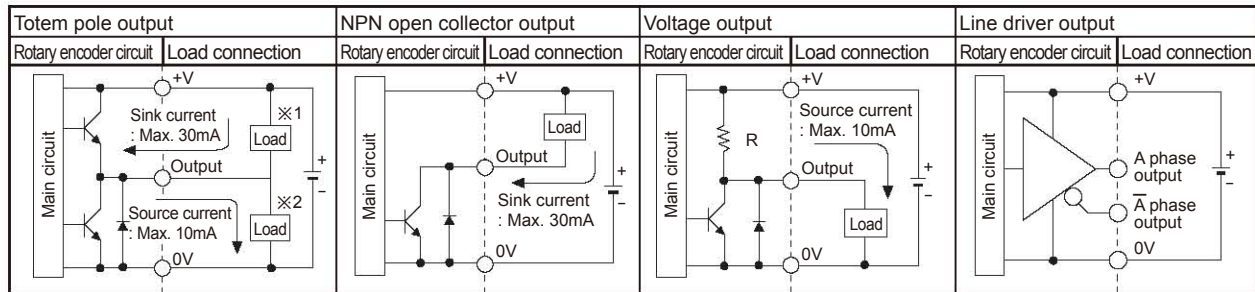 Totem pole output
NPN open collector output
Voltage output
Line driver output
Rotary encoder circuit
Load connection
Rotary encoder circuit
Load connection
Rotary encoder circuit
Load connection
Rotary encoder circuit
Load connection
Main circuit
+V
Sink current
: Max. 30mA
※1
Load
Output
+
-
Source current
: Max. 10mA
※2
Load
0V
Main circuit
+V
Load
Output
Sink current
: Max. 30mA
+
-
0V
Main circuit
+V
R
Source current
: Max. 10mA
Output
Load
+
-
0V
Main circuit
+V
+
-
A phase
output
A̅ phase
output
0V